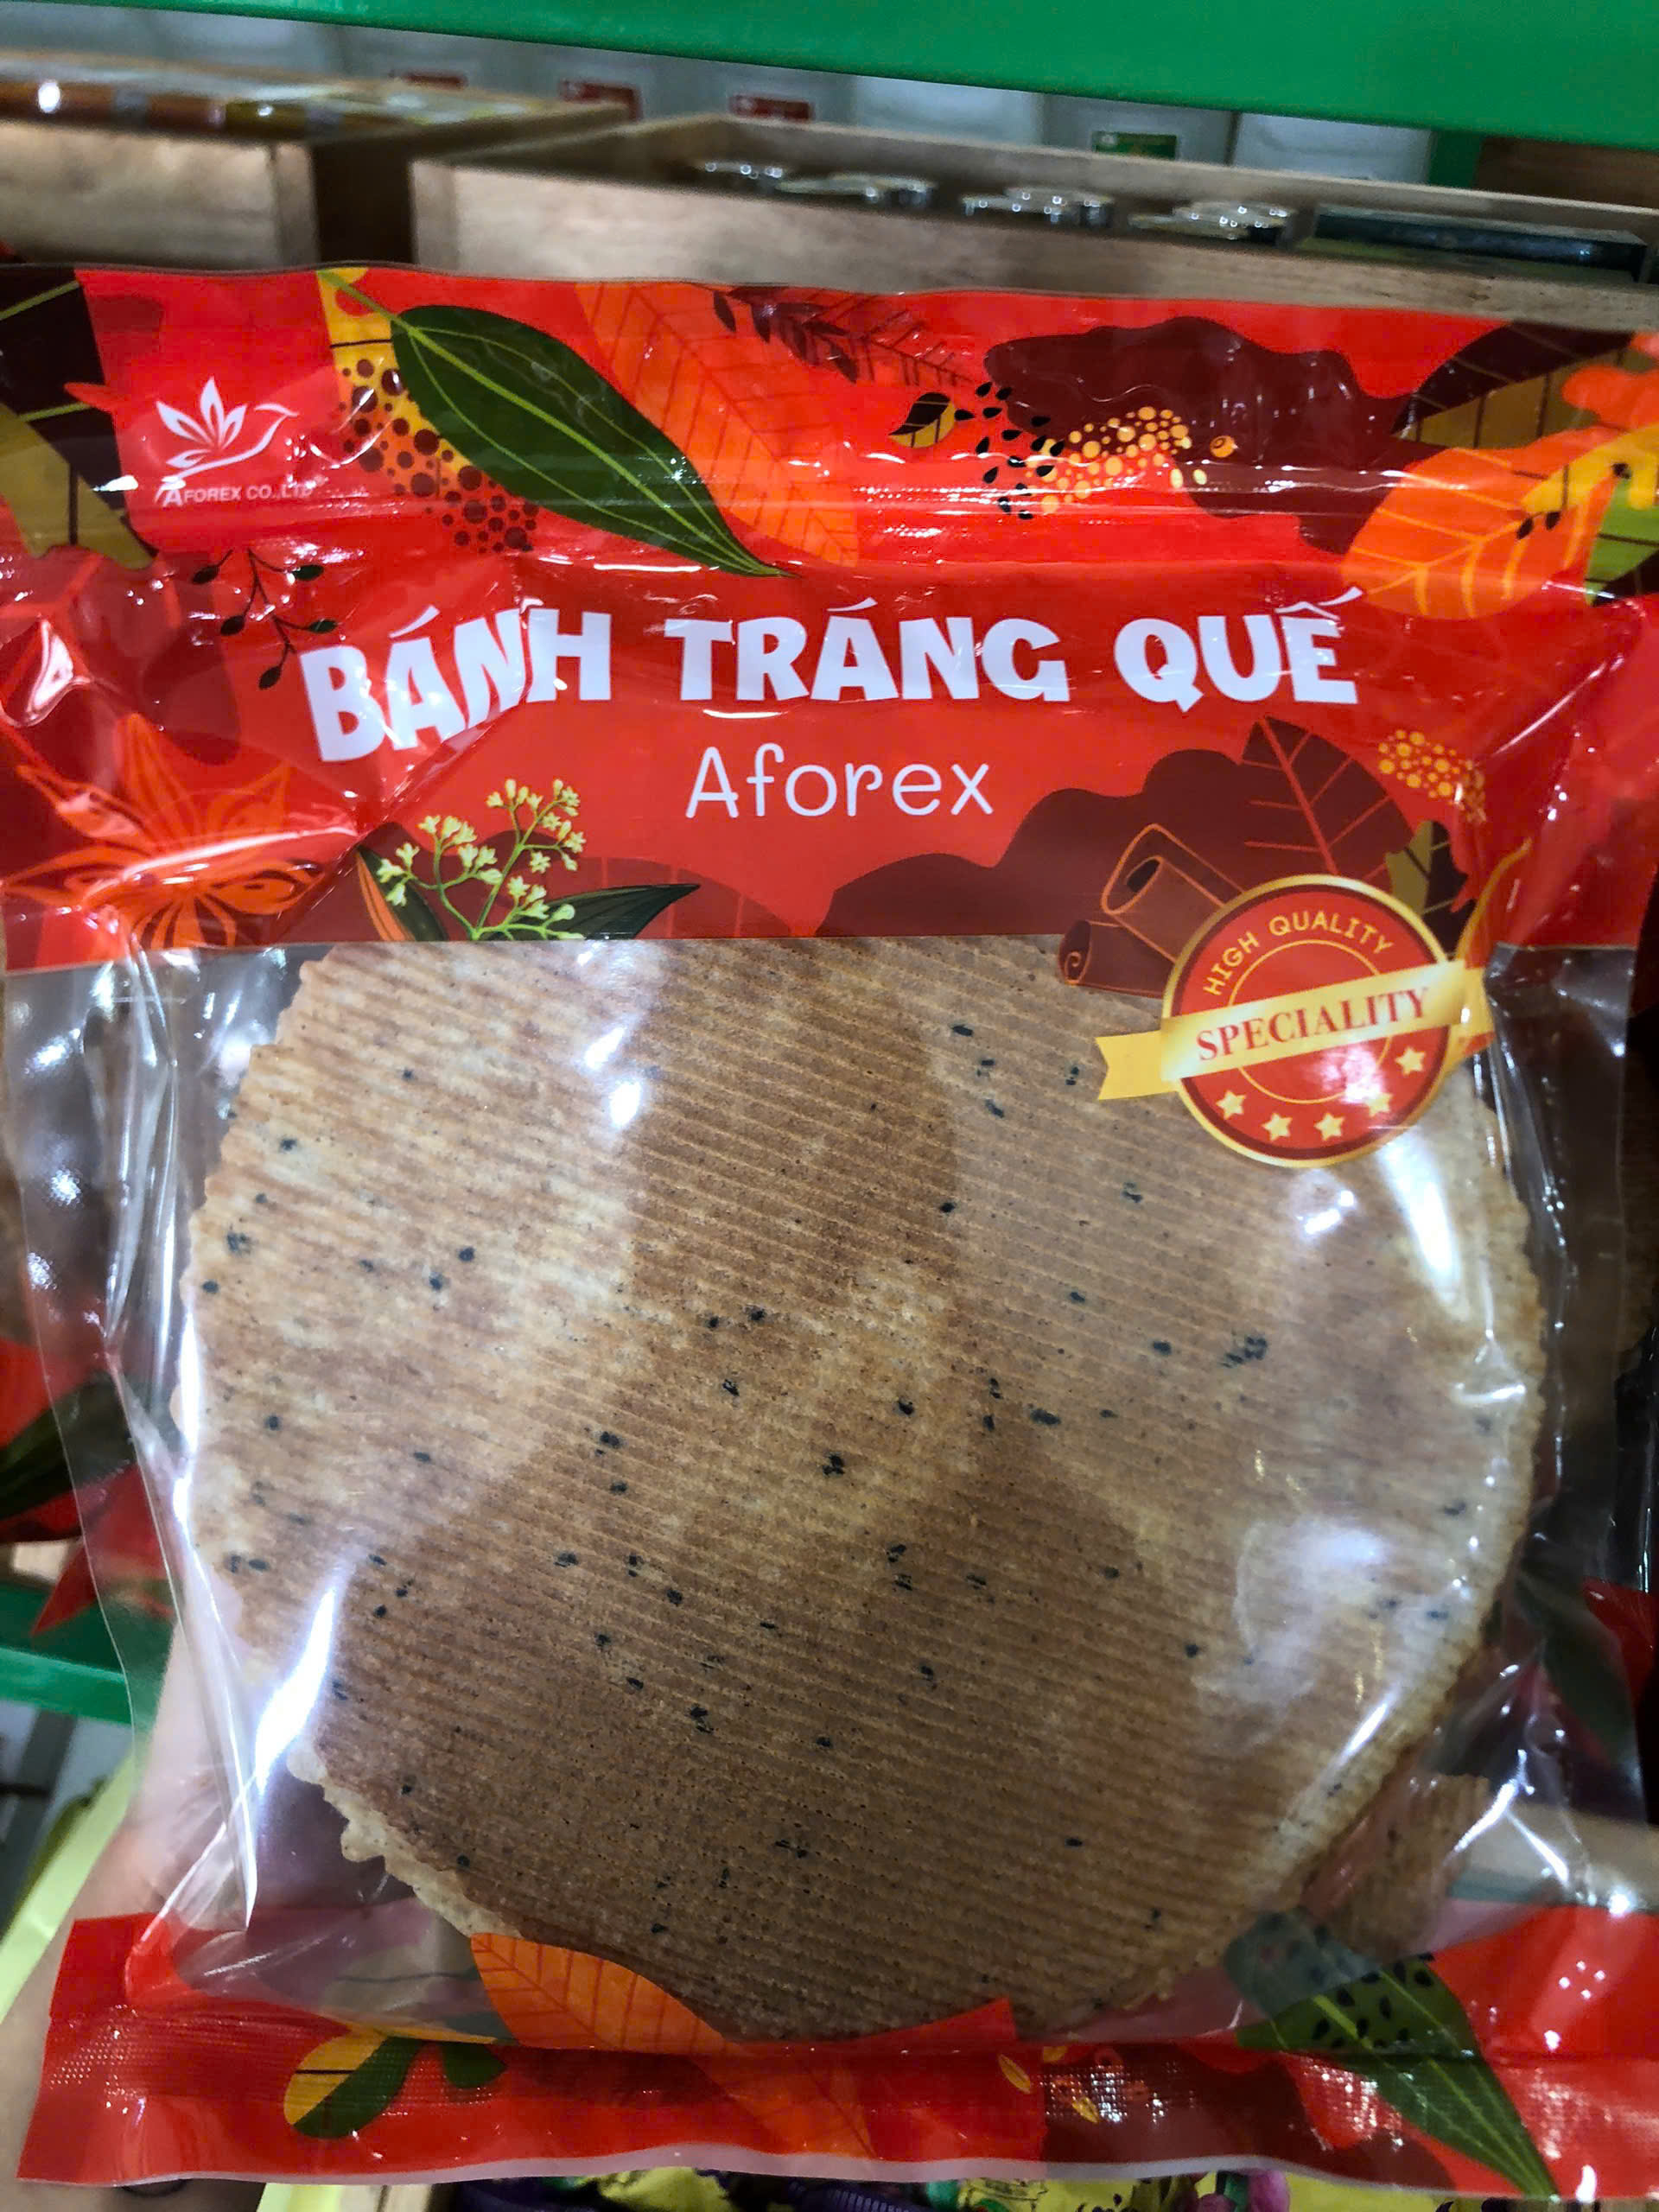 AFOREX CO., LTD
BÁNH TRÁNG QUẾ
Aforex
HIGH QUALITY
SPECIALITY